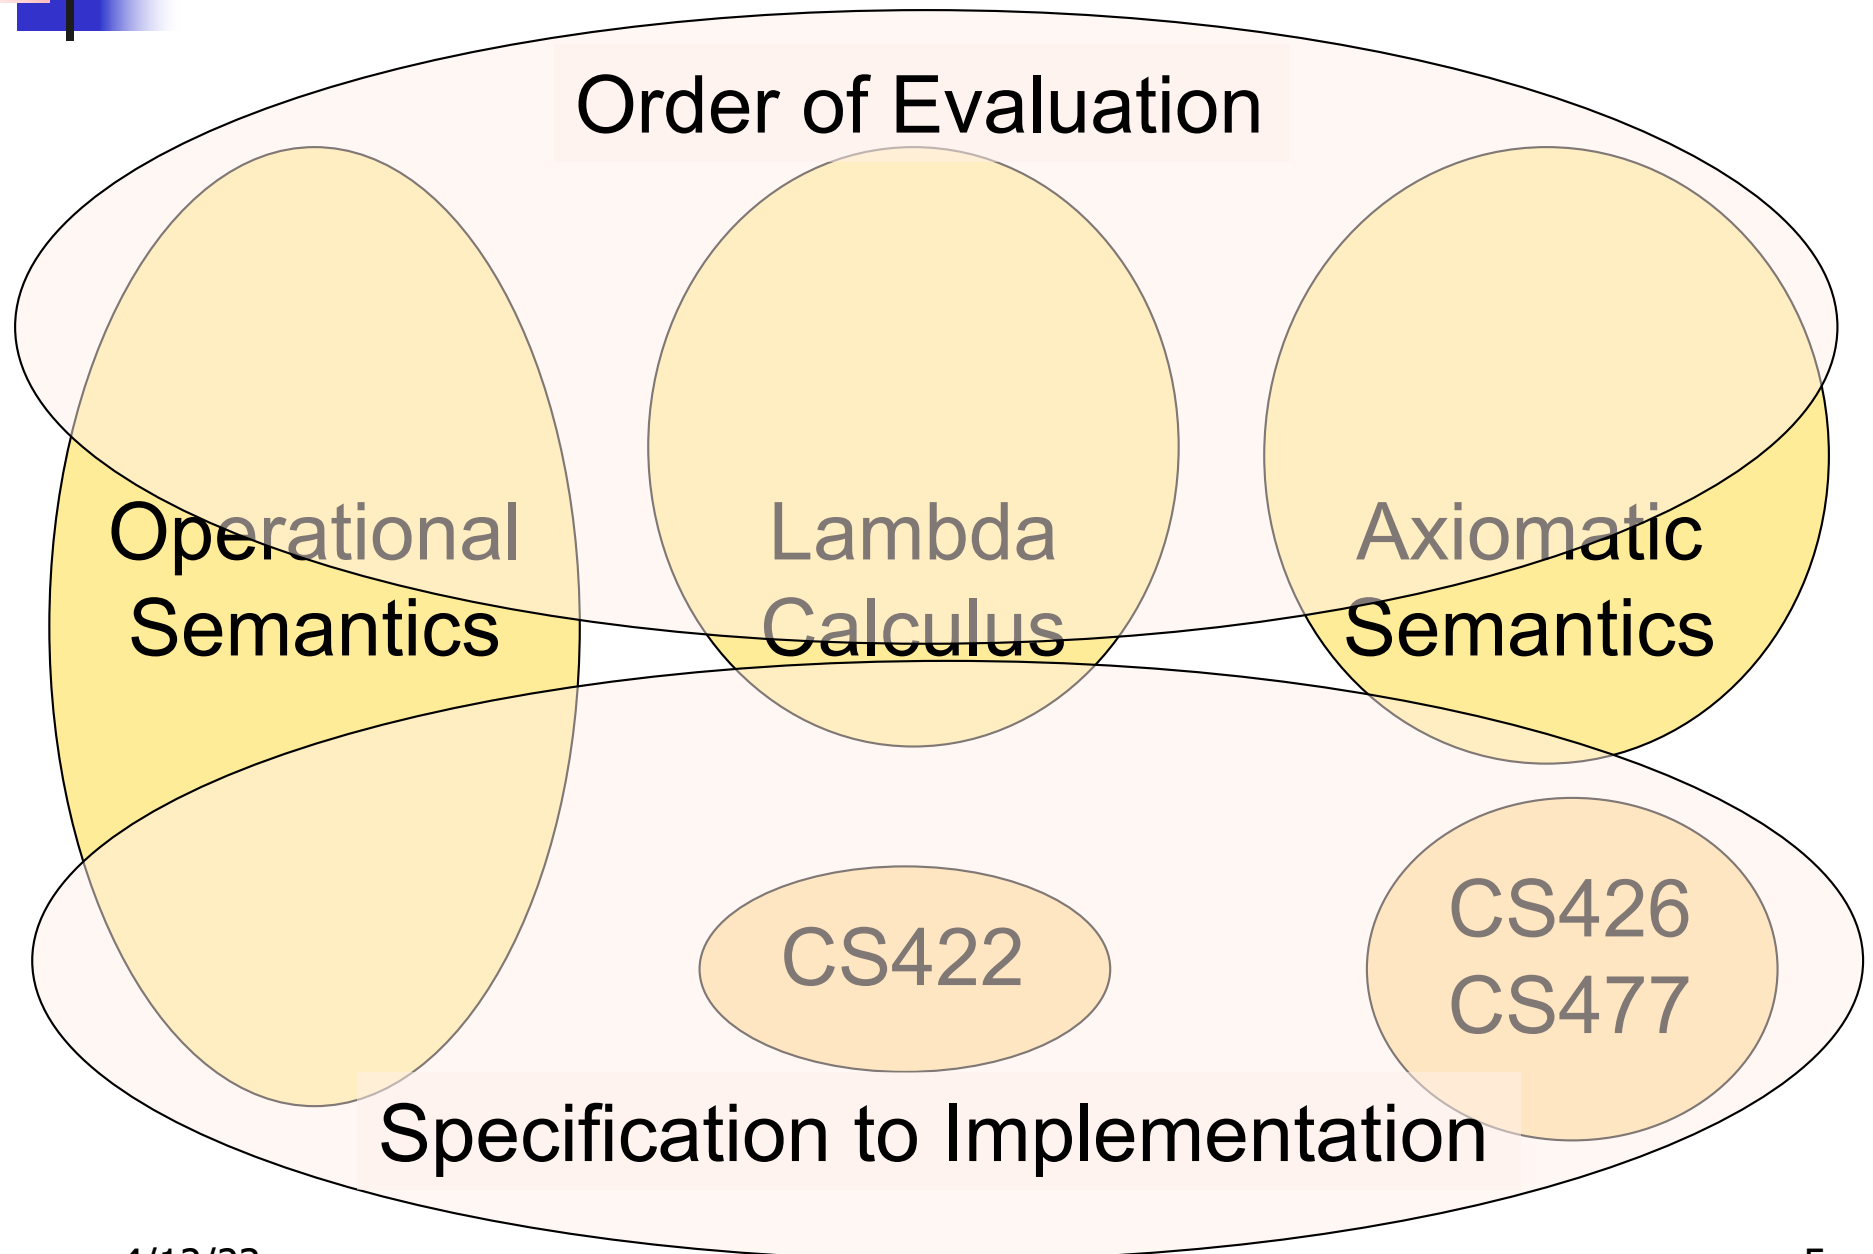 Order of Evaluation
Operational
Semantics
Lambda
Calculus
Axiomatic
Semantics
CS422
CS426
CS477
Specification to Implementation